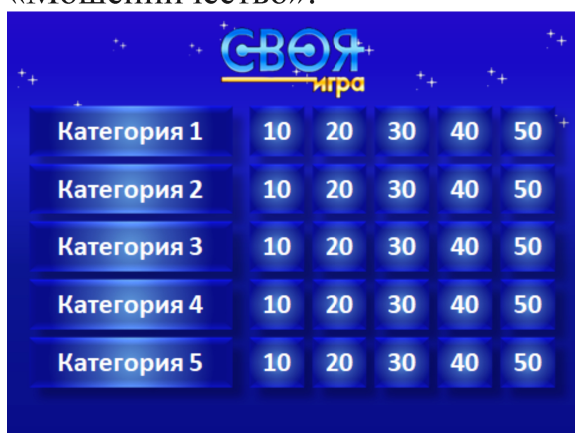 «Мошенничество».
СВОЯ
игра
Категория 1 10 20 30 40 50
Категория 2 10 20 30 40 50
Категория 3 10 20 30 40 50
Категория 4 10 20 30 40 50
Категория 5 10 20 30 40 50